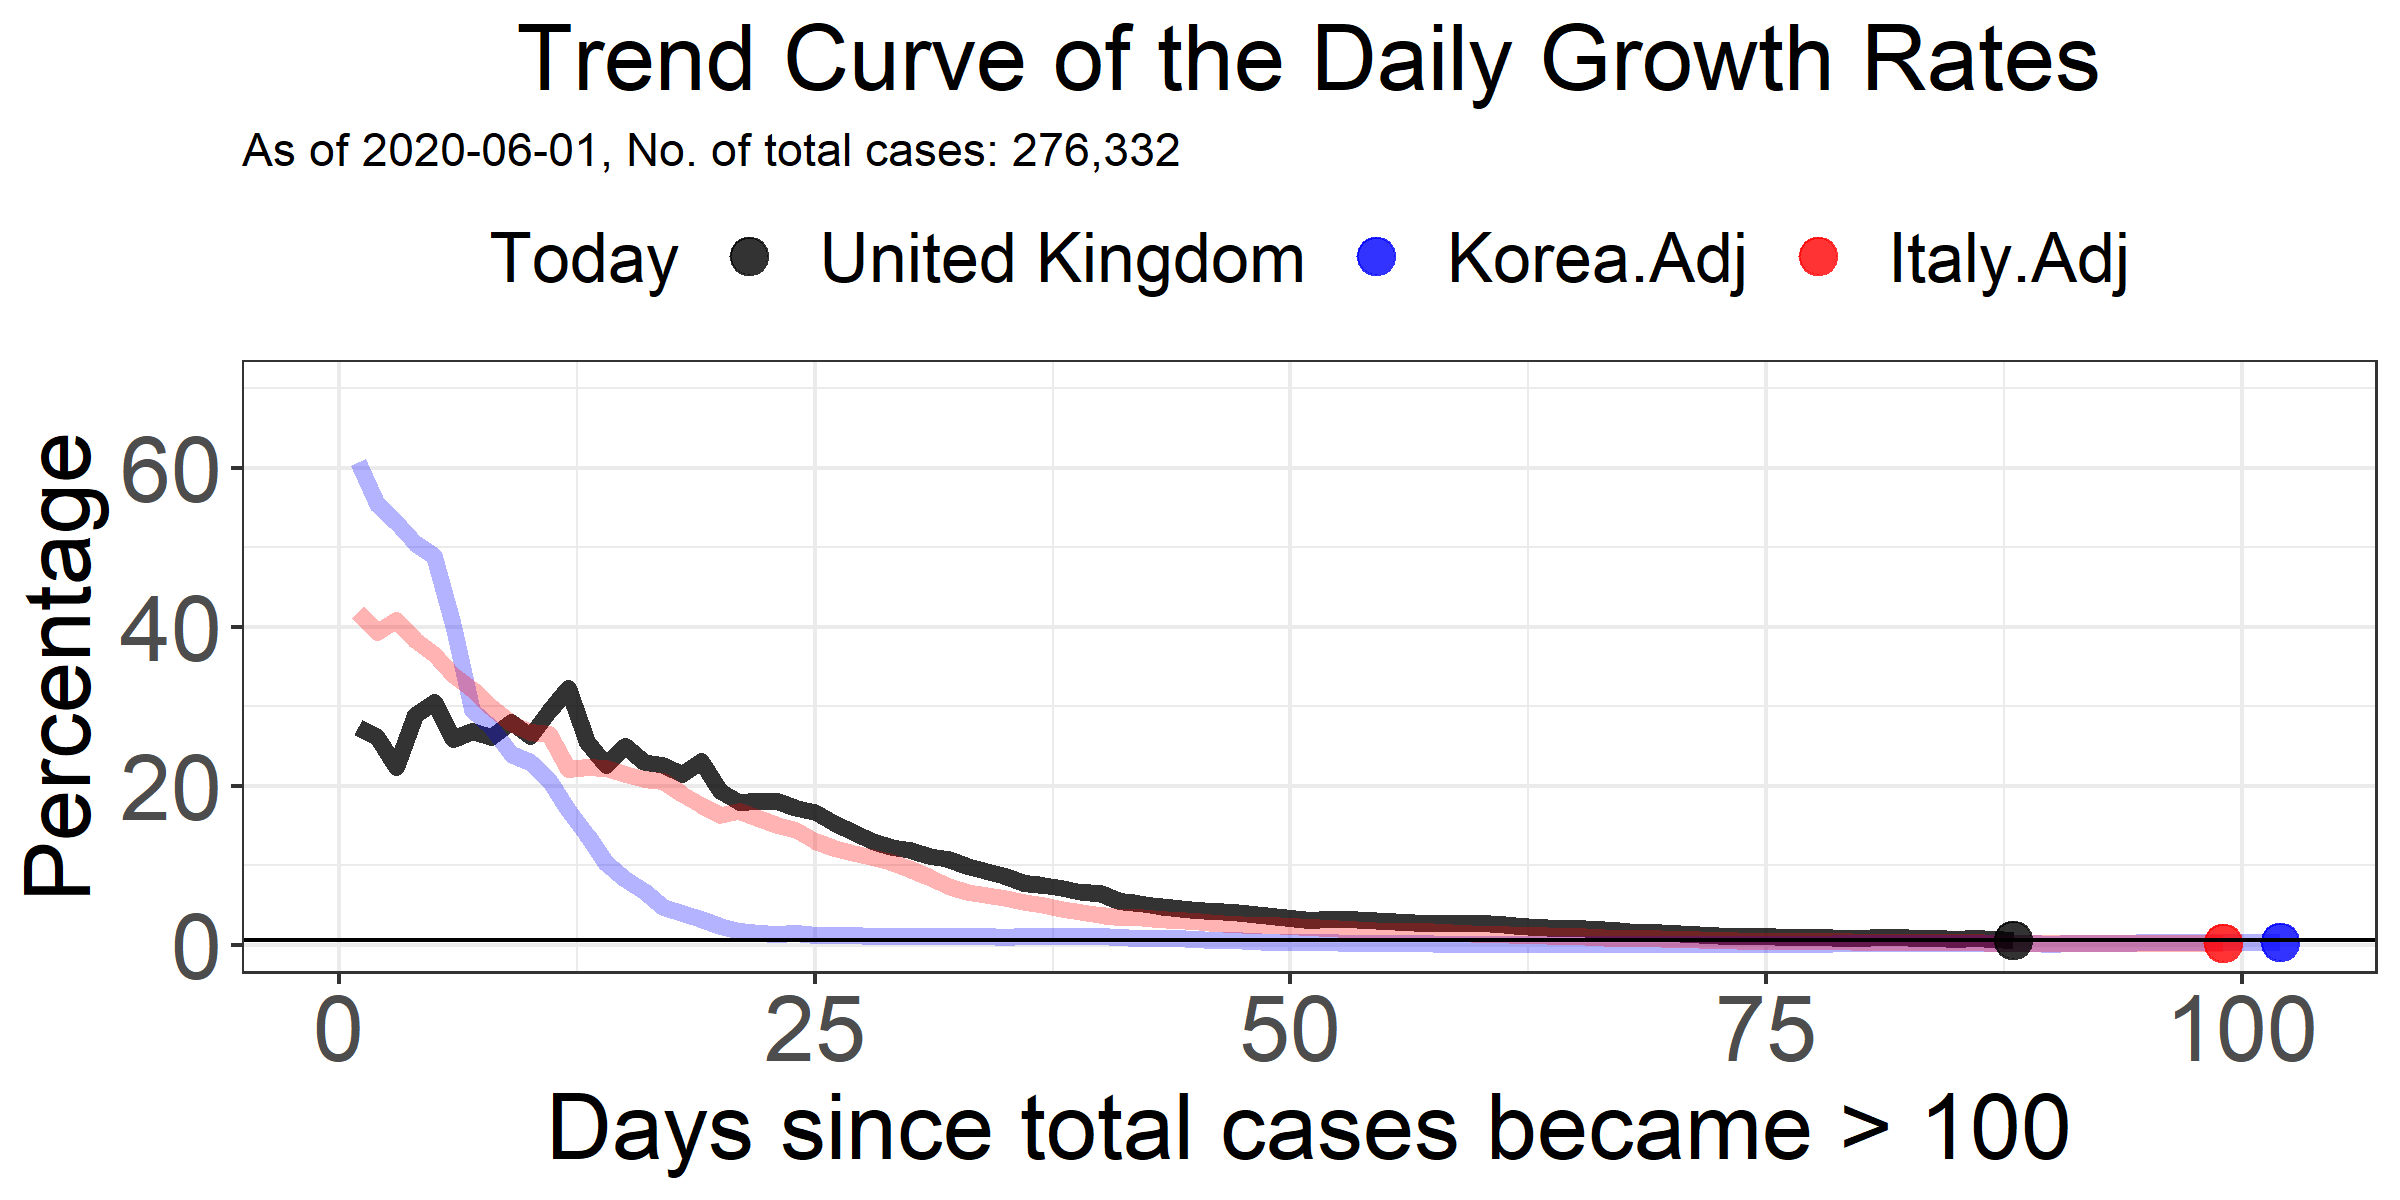 Trend Curve of the Daily Growth Rates
As of 2020-06-01, No. of total cases: 276,332
Today United Kingdom Korea.Adj Italy.Adj
Percentage
60
40
20
0
0 25 50 75 100
Days since total cases became > 100